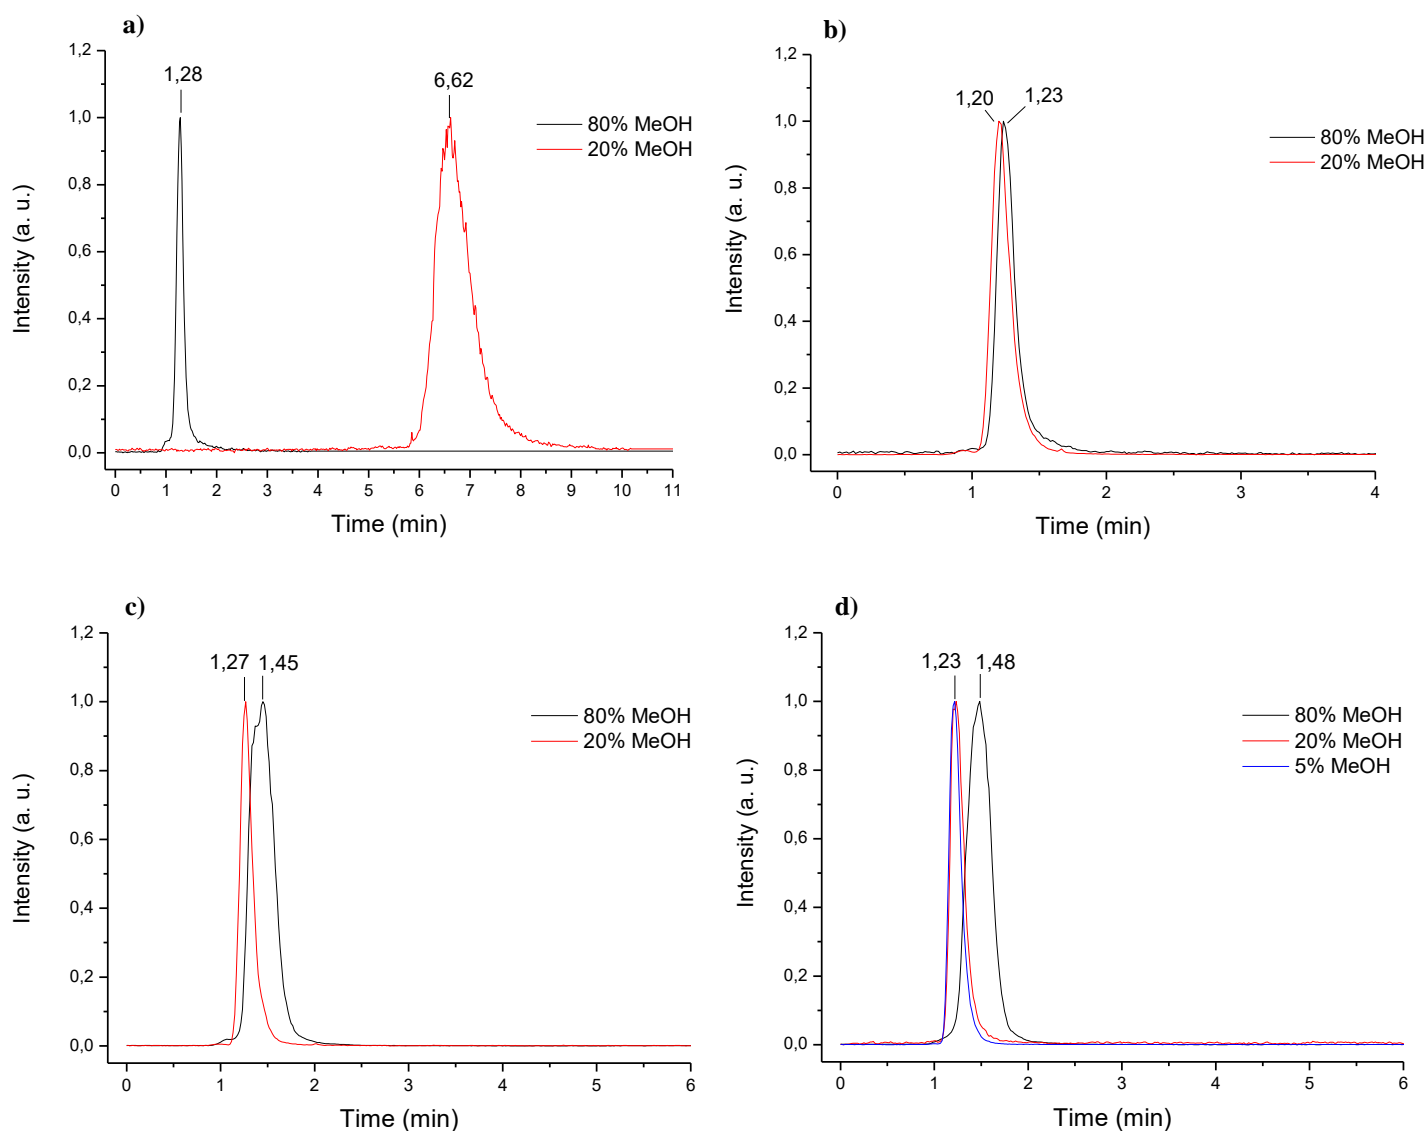 a)
1,2
1,0
0,8
0,6
0,4
0,2
0,0
Intensity (a. u.)
1,28
6,62
80% MeOH
20% MeOH
0 1 2 3 4 5 6 7 8 9 10 11
Time (min)
b)
1,2
1,0
0,8
0,6
0,4
0,2
0,0
Intensity (a. u.)
1,20 1,23
80% MeOH
20% MeOH
0 1 2 3 4
Time (min)
c)
1,2
1,0
0,8
0,6
0,4
0,2
0,0
Intensity (a. u.)
1,27 1,45
80% MeOH
20% MeOH
0 1 2 3 4 5 6
Time (min)
d)
1,2
1,0
0,8
0,6
0,4
0,2
0,0
Intensity (a. u.)
1,23 1,48
80% MeOH
20% MeOH
5% MeOH
0 1 2 3 4 5 6
Time (min)